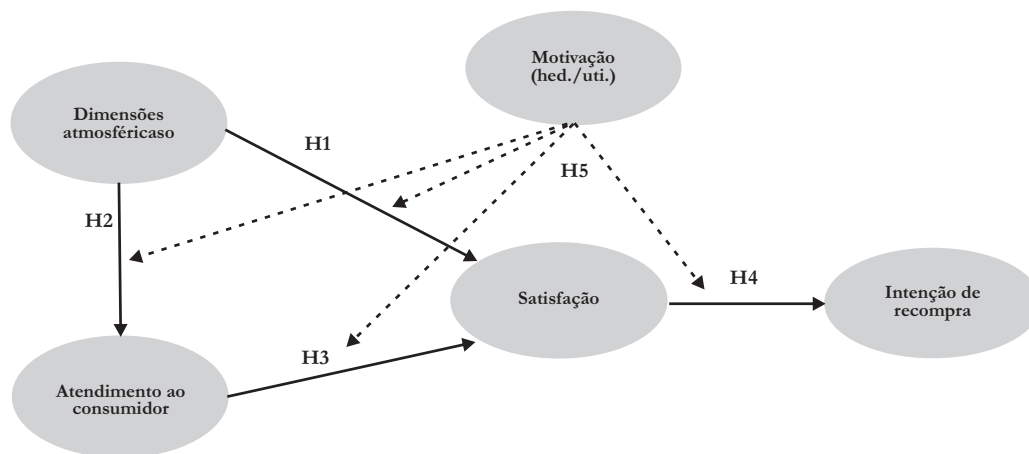 Motivação
(hed./uti.)
Dimensões
atmosféricaso
H1
H5
H2
Satisfação
H4
Intenção de
recompra
H3
Atendimento ao
consumidor